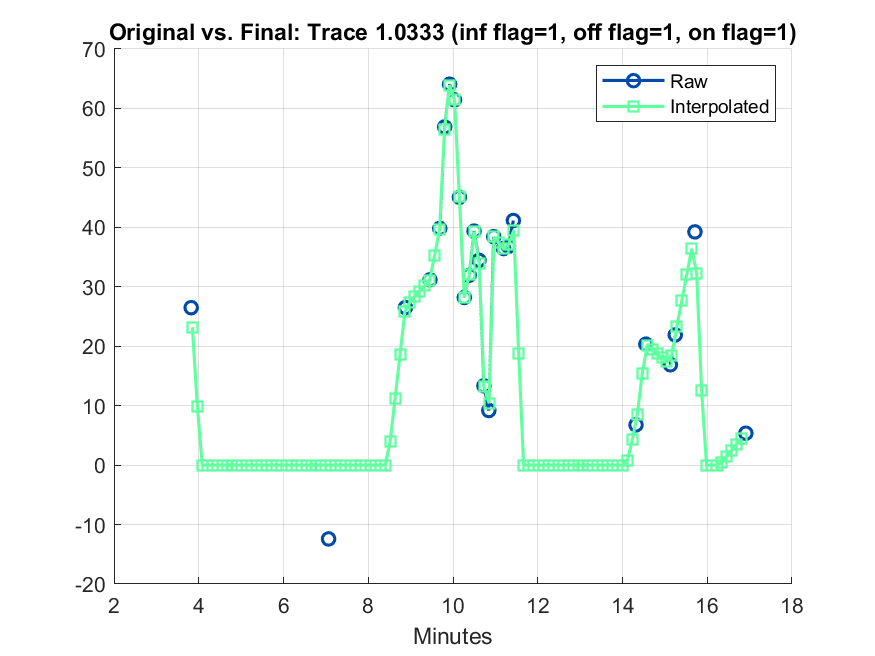 Original vs. Final: Trace 1.0333 (inf flag=1, off flag=1, on flag=1)
70
60
50
40
30
20
10
0
-10
-20
Raw
Interpolated
2 4 6 8 10 12 14 16 18
Minutes